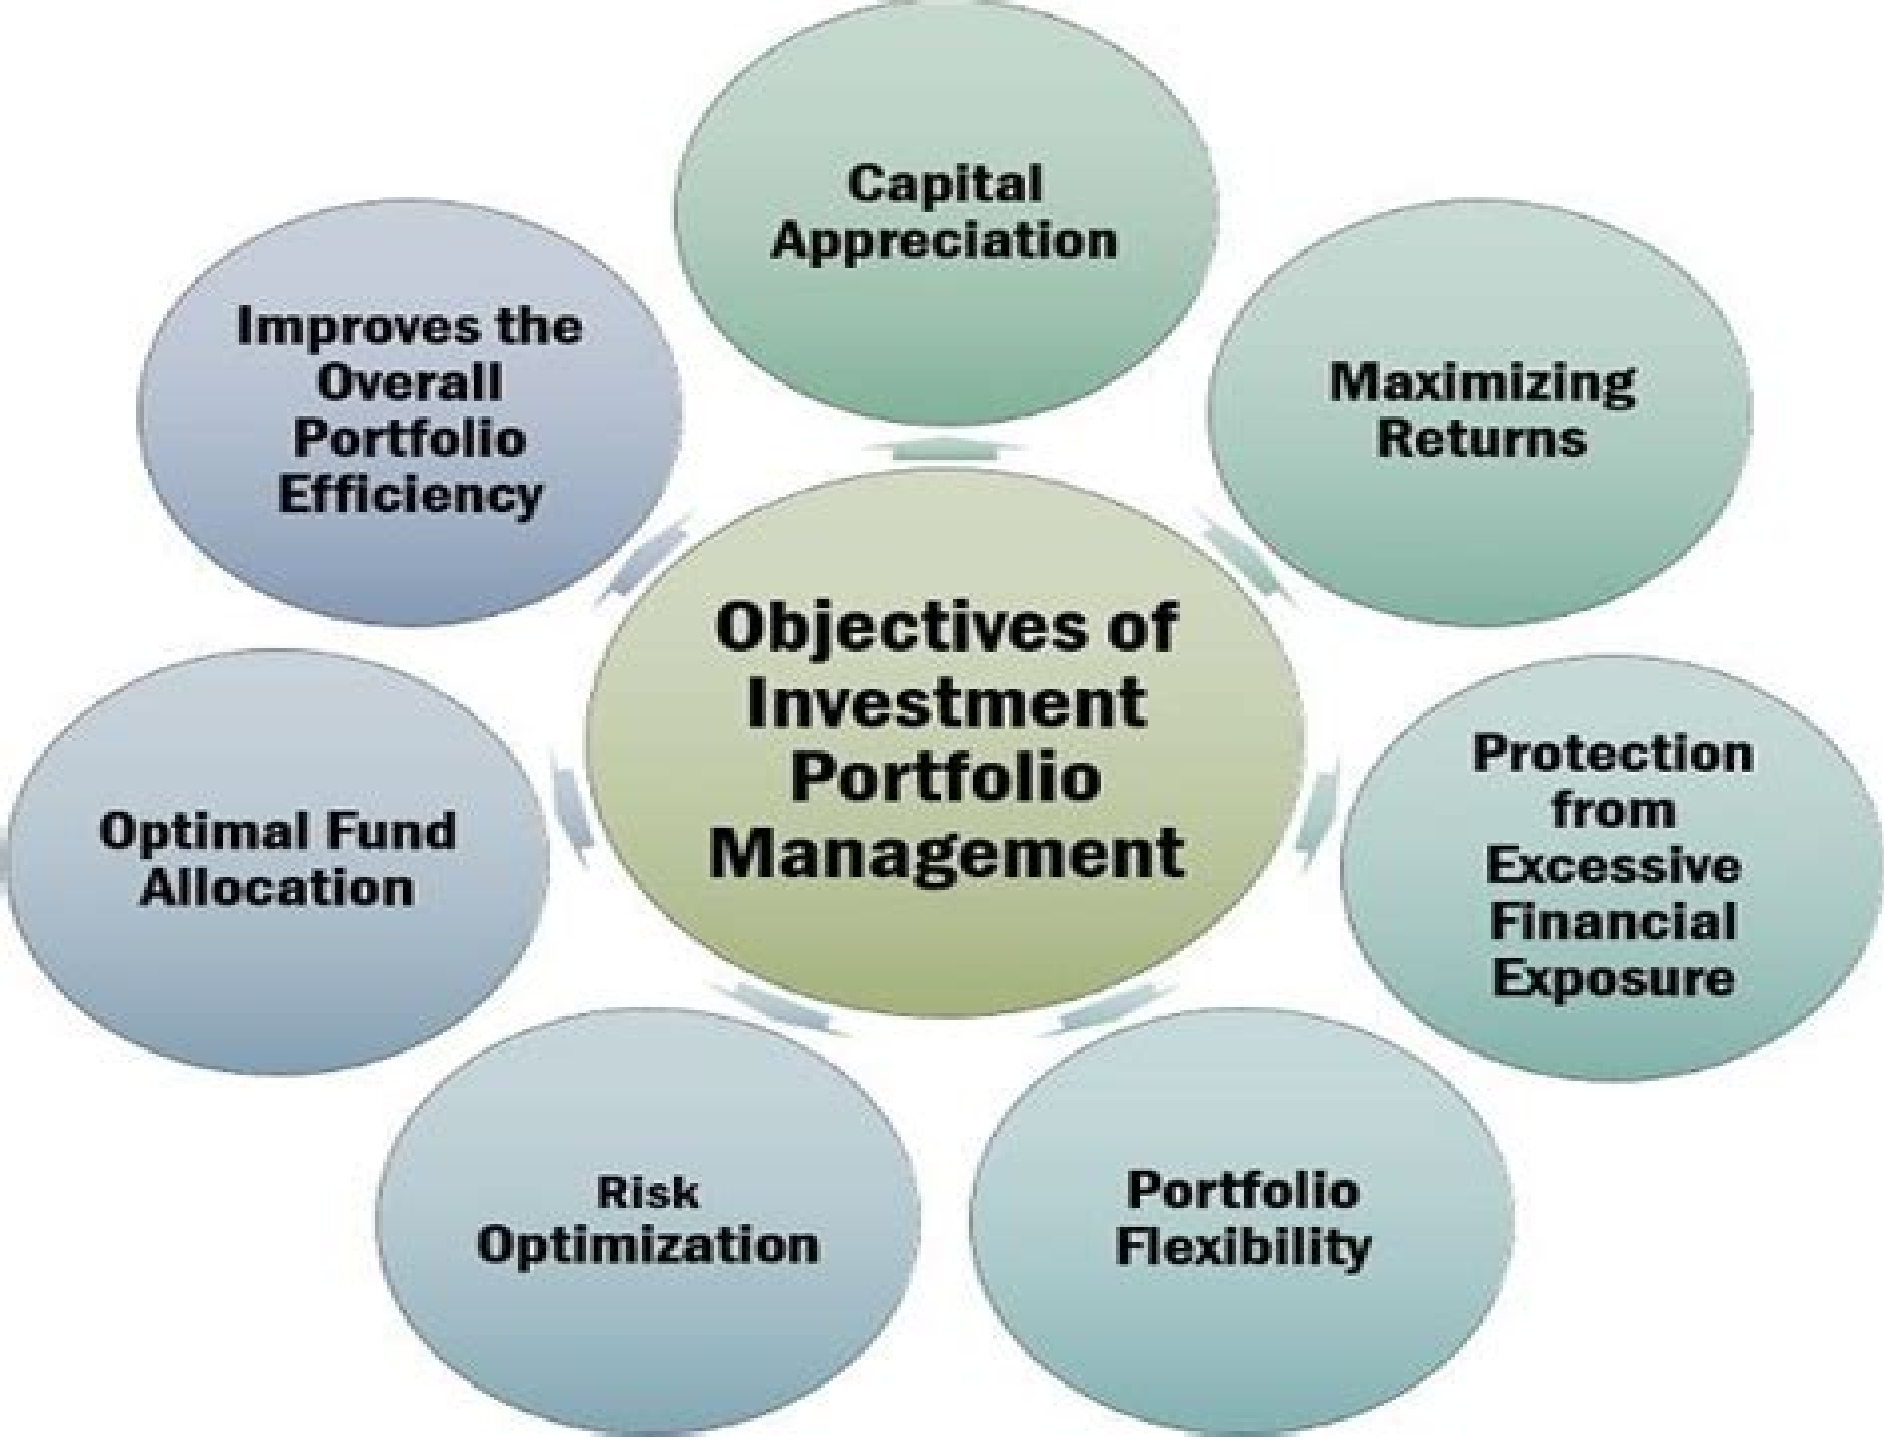 Capital
Appreciation
Maximizing
Returns
Protection
from
Excessive
Financial
Exposure
Portfolio
Flexibility
Risk
Optimization
Optimal Fund
Allocation
Improves the
Overall
Portfolio
Efficiency
Objectives of
Investment
Portfolio
Management